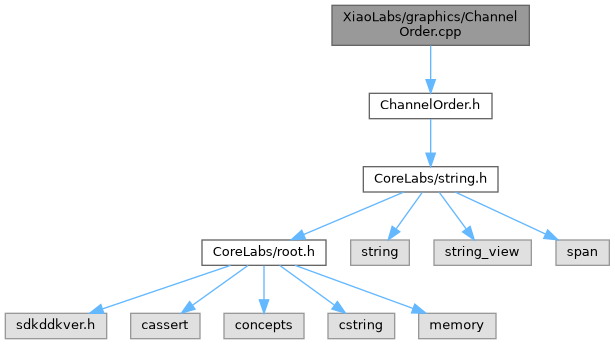 XiaoLabs/graphics/Channel
Order.cpp
ChannelOrder.h
CoreLabs/string.h
CoreLabs/root.h
string
string_view
span
sdkddkver.h
cassert
concepts
cstring
memory